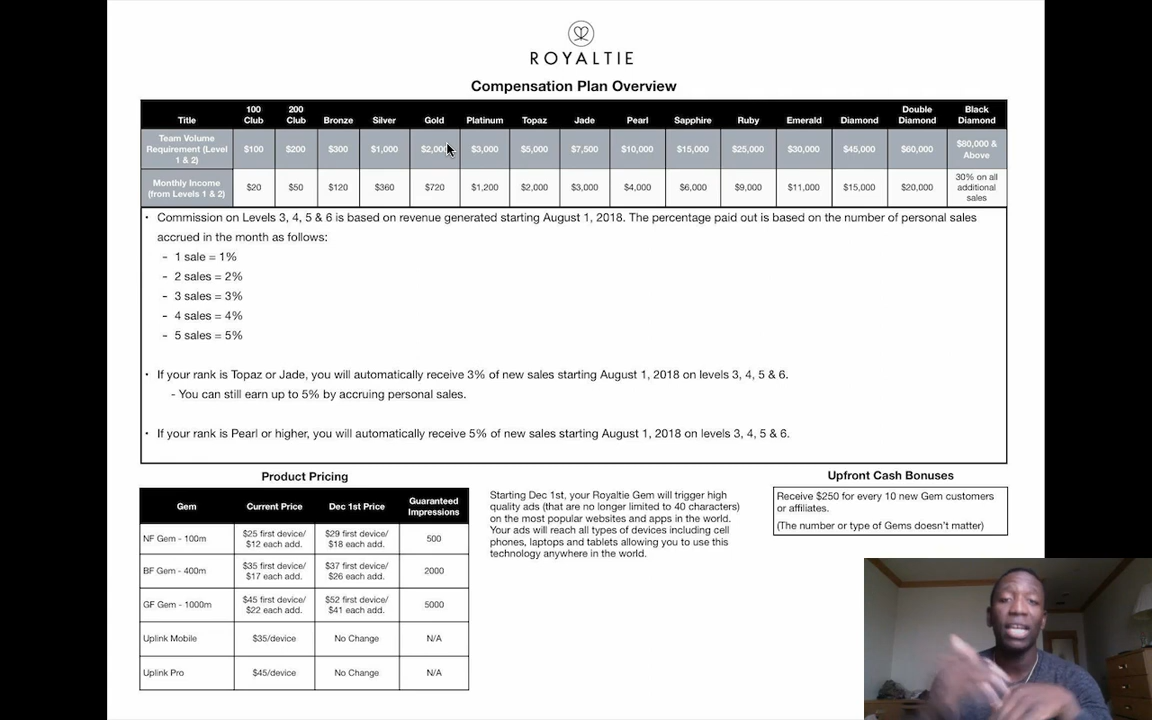 ROYALTIE
Compensation Plan Overview
Title 100 Club 200 Club Bronze Silver Gold Platinum Topaz Jade Pearl Sapphire Ruby Emerald Diamond Double Diamond Black Diamond
Team Volume Requirement (Level 1 & 2) $100 $200 $300 $1,000 $2,000 $3,000 $5,000 $7,500 $10,000 $15,000 $25,000 $30,000 $45,000 $60,000 $80,000 & Above
Monthly Income (from Levels 1 & 2) $20 $50 $120 $360 $720 $1,200 $2,000 $3,000 $4,000 $6,000 $9,000 $11,000 $15,000 $20,000 30% on all additional sales
• Commission on Levels 3, 4, 5 & 6 is based on revenue generated starting August 1, 2018. The percentage paid out is based on the number of personal sales
accrued in the month as follows:
- 1 sale = 1%
- 2 sales = 2%
- 3 sales = 3%
- 4 sales = 4%
- 5 sales = 5%
• If your rank is Topaz or Jade, you will automatically receive 3% of new sales starting August 1, 2018 on levels 3, 4, 5 & 6.
- You can still earn up to 5% by accruing personal sales.
• If your rank is Pearl or higher, you will automatically receive 5% of new sales starting August 1, 2018 on levels 3, 4, 5 & 6.
Product Pricing
Gem Current Price Dec 1st Price Guaranteed Impressions
NF Gem - 100m $25 first device/ $12 each add. $29 first device/ $18 each add. 500
BF Gem - 400m $35 first device/ $17 each add. $37 first device/ $26 each add. 2000
GF Gem - 1000m $45 first device/ $22 each add. $52 first device/ $41 each add. 5000
Uplink Mobile $35/device No Change N/A
Uplink Pro $45/device No Change N/A
Starting Dec 1st, your Royaltie Gem will trigger high
quality ads (that are no longer limited to 40 characters)
on the most popular websites and apps in the world.
Your ads will reach all types of devices including cell
phones, laptops and tablets allowing you to use this
technology anywhere in the world.
Upfront Cash Bonuses
Receive $250 for every 10 new Gem customers
or affiliates.
(The number or type of Gems doesn't matter)